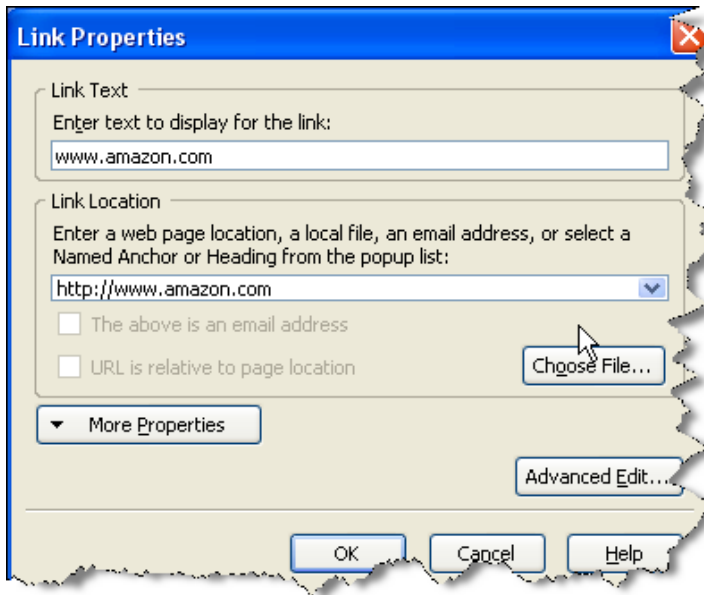 Link Properties
Link Text
Enter text to display for the link:
www.amazon.com
Link Location
Enter a web page location, a local file, an email address, or select a
Named Anchor or Heading from the popup list:
http://www.amazon.com
The above is an email address
URL is relative to page location
Choose File...
More Properties
Advanced Edit...
OK Cancel Help